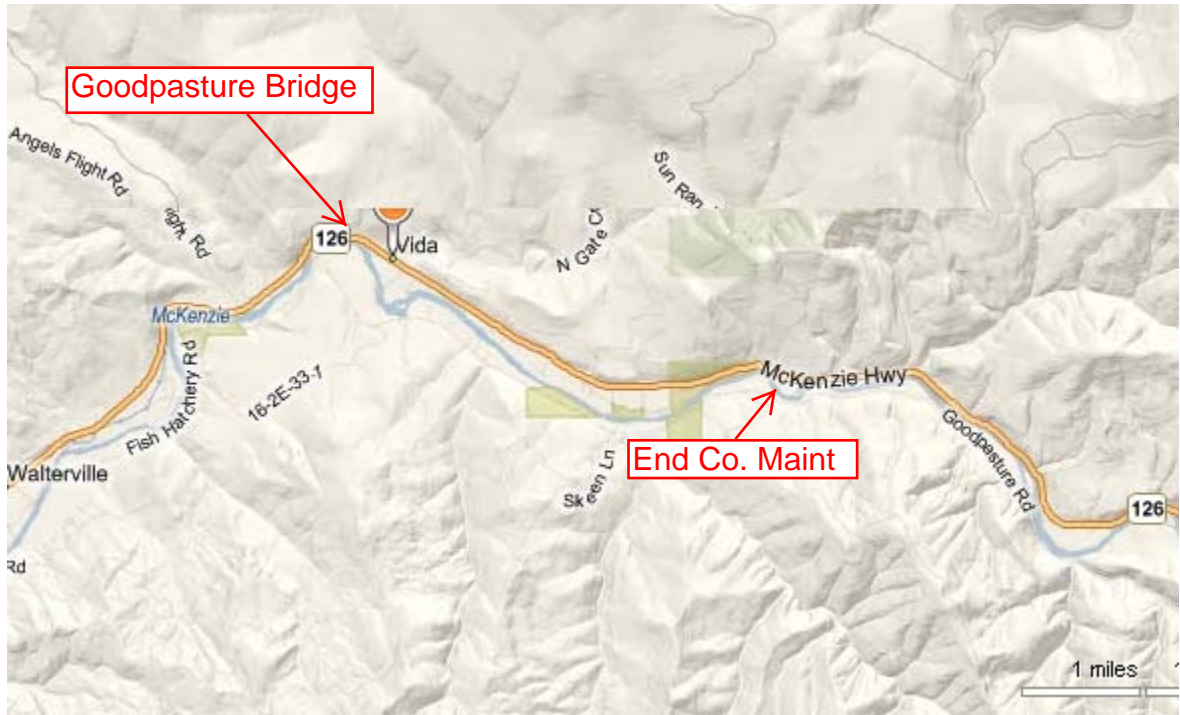 Goodpasture Bridge
Angels Flight Rd
ight Rd
Sun Ran
126
Vida
N Gate
McKenzie
McKenzie Hwy
Fish Hatchery Rd
16-2E-33-1
Goodpasture Rd
End Co. Maint
Walterville
Skeen Ln
126
Rd
1 miles